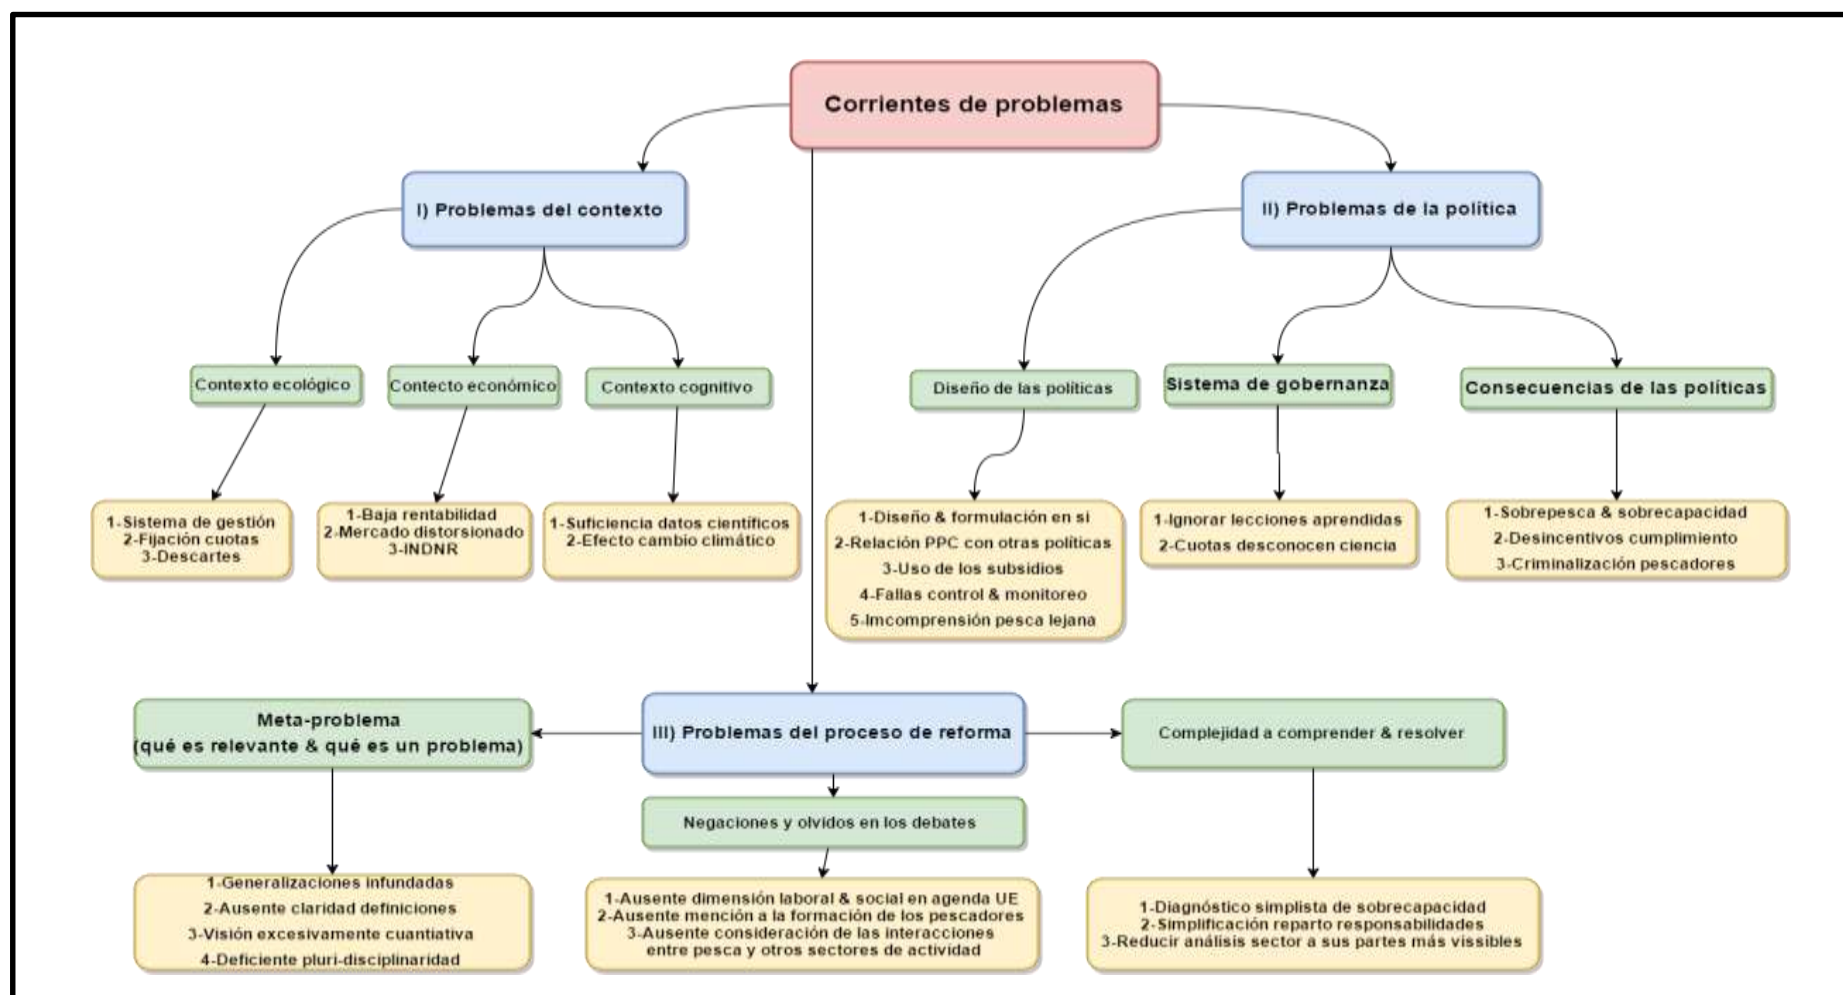 Corrientes de problemas
I) Problemas del contexto
II) Problemas de la política
Contexto ecológico
Contecto económico
Contexto cognitivo
Diseño de las políticas
Sistema de gobernanza
Consecuencias de las políticas
1-Sistema de gestión
2-Fijación cuotas
3-Descartes
1-Baja rentabilidad
2-Mercado distorsionado
3-INDNR
1-Suficiencia datos científicos
2-Efecto cambio climático
1-Diseño & formulación en si
2-Relación PPC con otras políticas
3-Uso de los subsidios
4-Fallas control & monitoreo
5-Imcomprensión pesca lejana
1-Ignorar lecciones aprendidas
2-Cuotas desconocen ciencia
1-Sobrepesca & sobrecapacidad
2-Desincentivos cumplimiento
3-Criminalización pescadores
Meta-problema
(qué es relevante & qué es un problema)
III) Problemas del proceso de reforma
Complejidad a comprender & resolver
Negaciones y olvidos en los debates
1-Generalizaciones infundadas
2-Ausente claridad definiciones
3-Visión excesivamente cuantiativa
4-Deficiente pluri-disciplinaridad
1-Ausente dimensión laboral & social en agenda UE
2-Ausente mención a la formación de los pescadores
3-Ausente consideración de las interacciones
entre pesca y otros sectores de actividad
1-Diagnóstico simplista de sobrecapacidad
2-Simplificación reparto responsabilidades
3-Reducir análisis sector a sus partes más vissibles